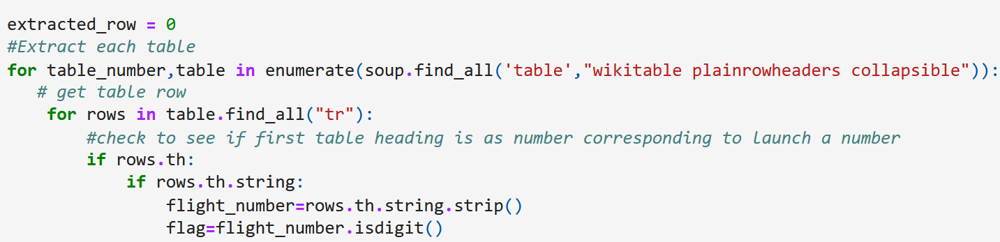 extracted_row = 0
#Extract each table
for table_number,table in enumerate(soup.find_all('table',"wikitable plainrowheaders collapsible")):
   # get table row
    for rows in table.find_all("tr"):
        #check to see if first table heading is as number corresponding to launch a number
        if rows.th:
            if rows.th.string:
                flight_number=rows.th.string.strip()
                flag=flight_number.isdigit()